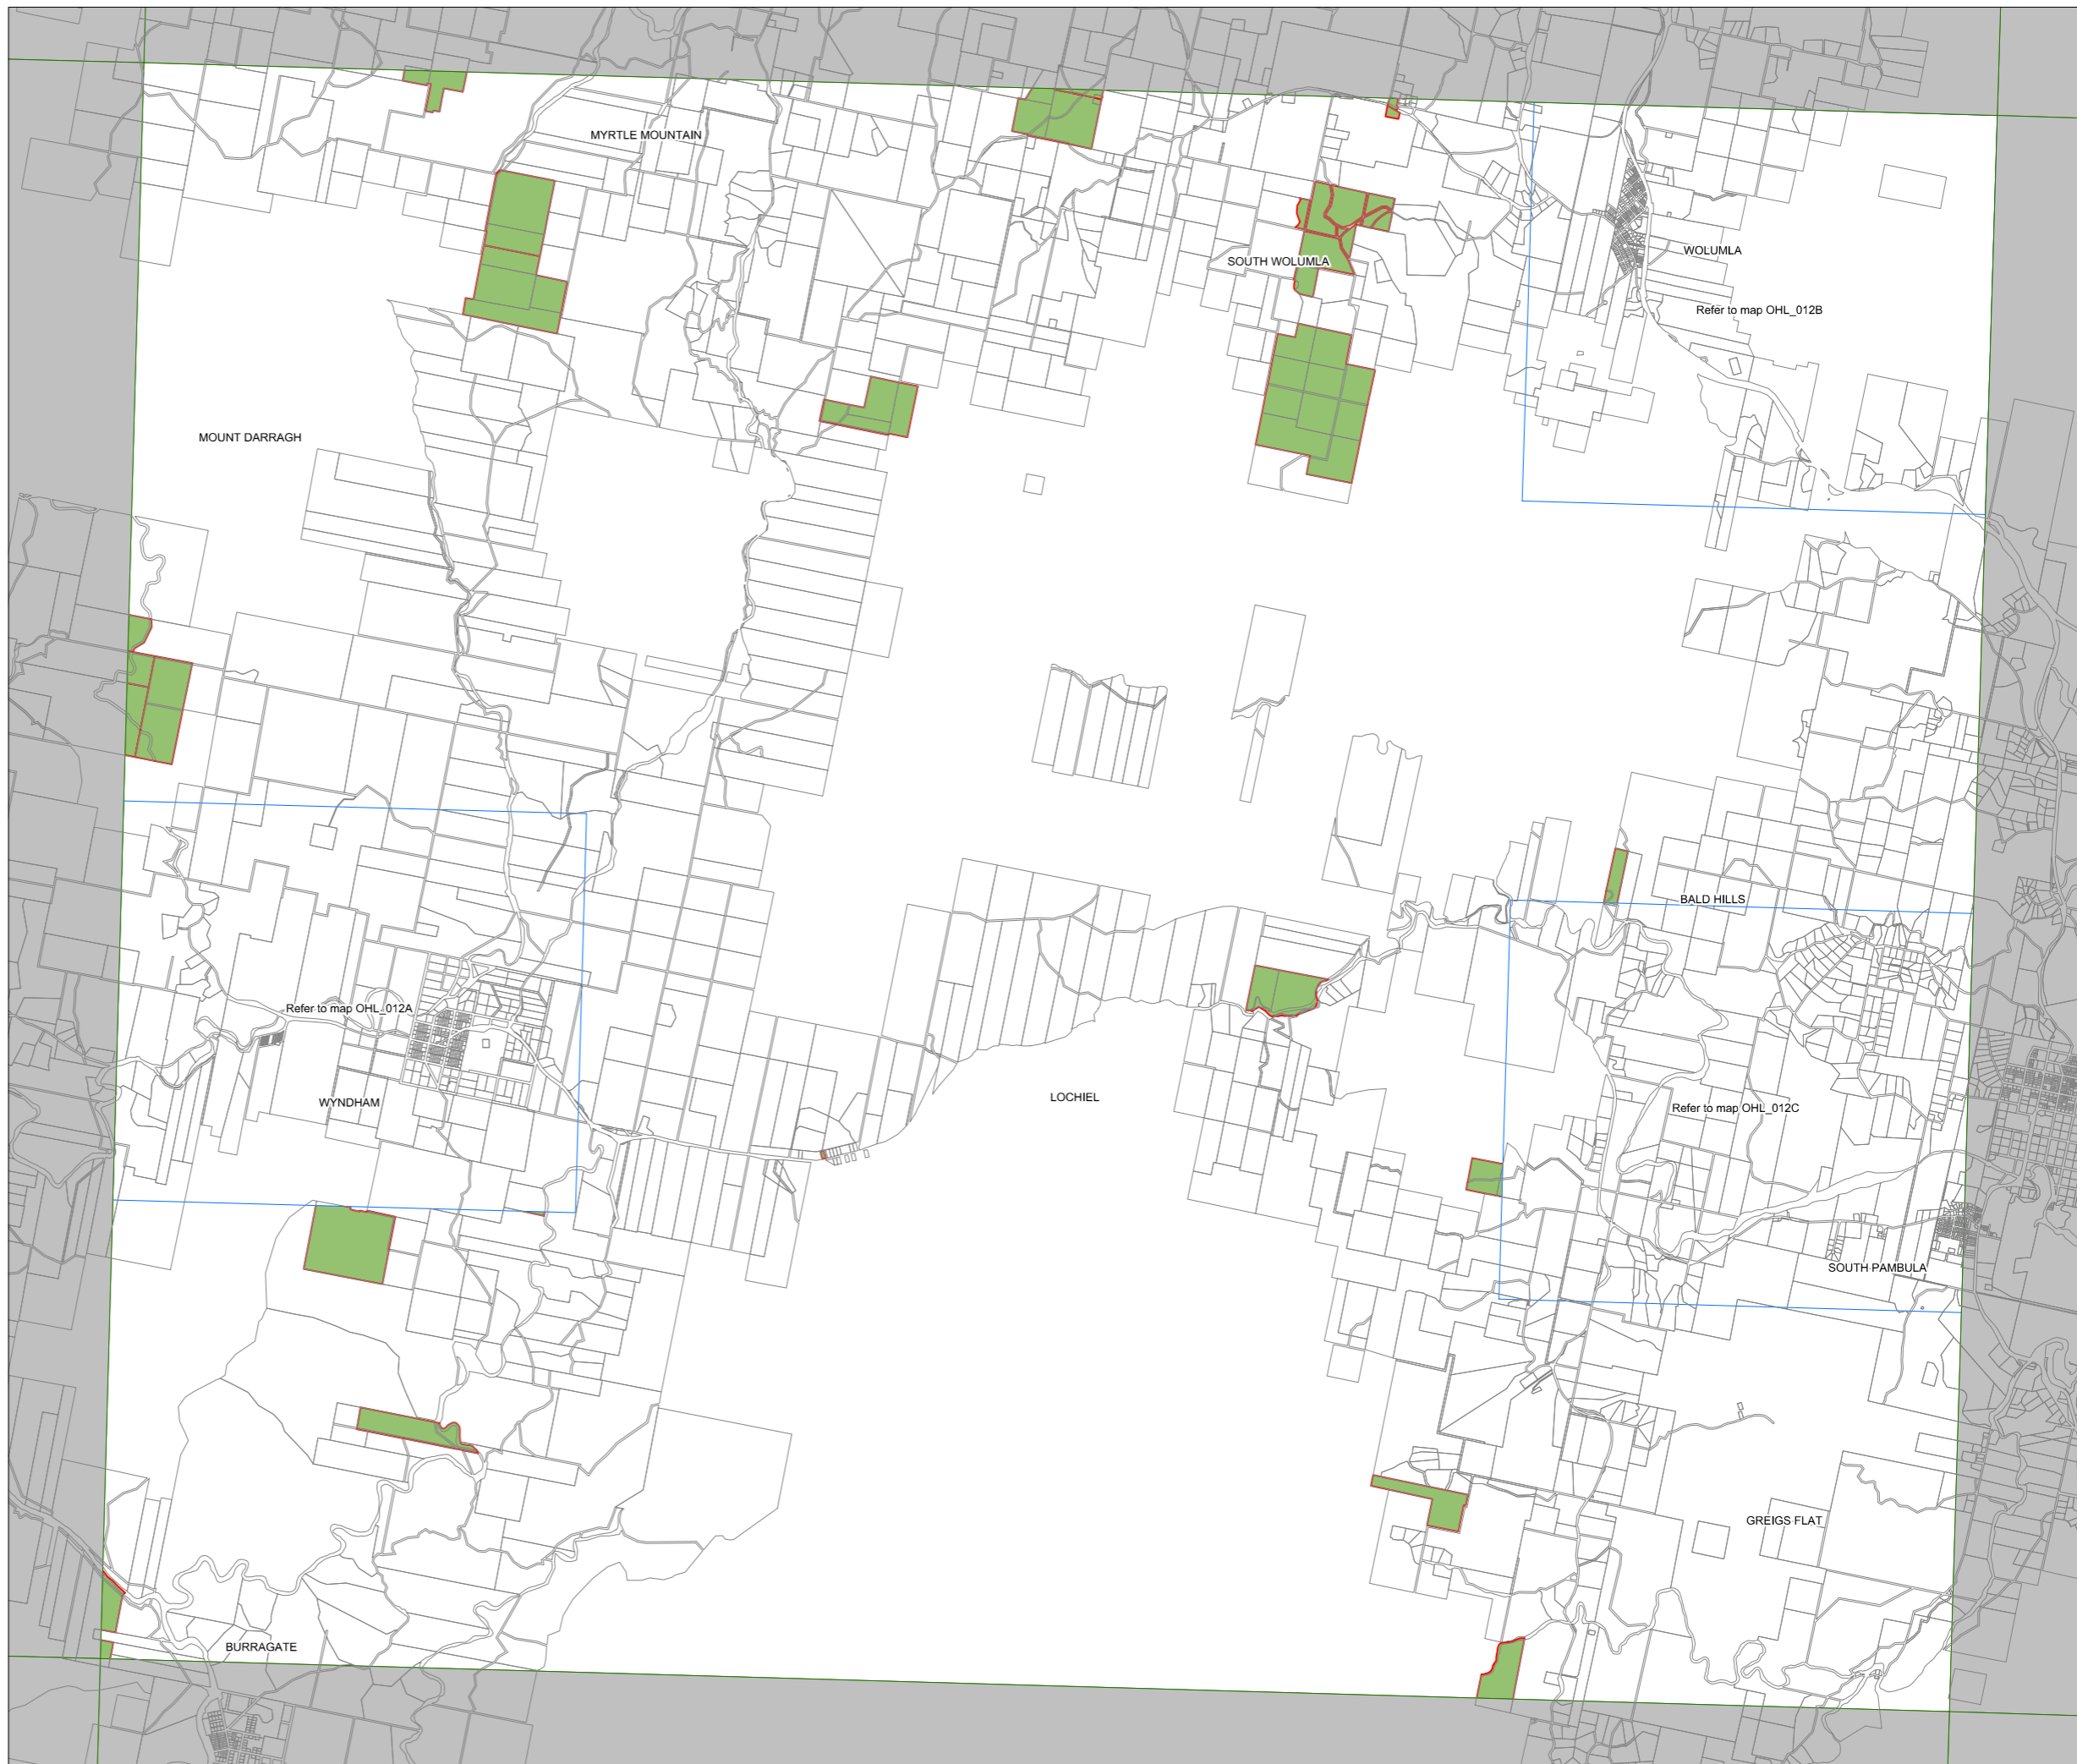 MYRTLE MOUNTAIN
WOLUMLA
SOUTH WOLUMLA
Refer to map OHL_012B
MOUNT DARRAGH
BALD HILLS
Refer to map OHL_012A
LOCHIEL
WYNDHAM
Refer to map OHL_012C
SOUTH PAMBULA
GREIGS FLAT
BURRAGATE